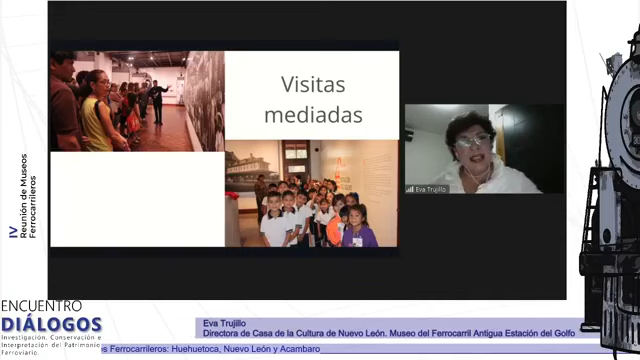 Visitas
mediadas
Eva Trujillo
IV
Reunión de Museos
Ferrocarrileros
ENCUENTRO
DIÁLOGOS
Investigación, Conservación e
Interpretación del Patrimonio
Ferroviario.
Eva Trujillo
Directora de Casa de la Cultura de Nuevo León. Museo del Ferrocarril Antigua Estación del Golfo
os Ferrocarrileros: Huehuetoca, Nuevo León y Acambaro